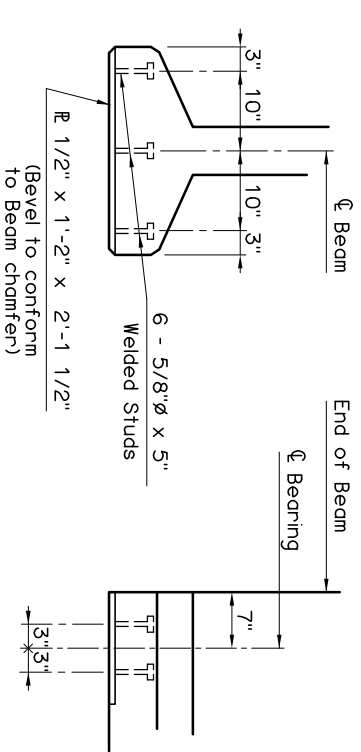 ℄ Beam
3"
10"
10"
3"
6 - 5/8"ø x 5"
Welded Studs
℄ 1/2" x 1'-2" x 2'-1 1/2"
(Bevel to conform
to Beam chamfer)
End of Beam
℄ Bearing
7"
3"
3"